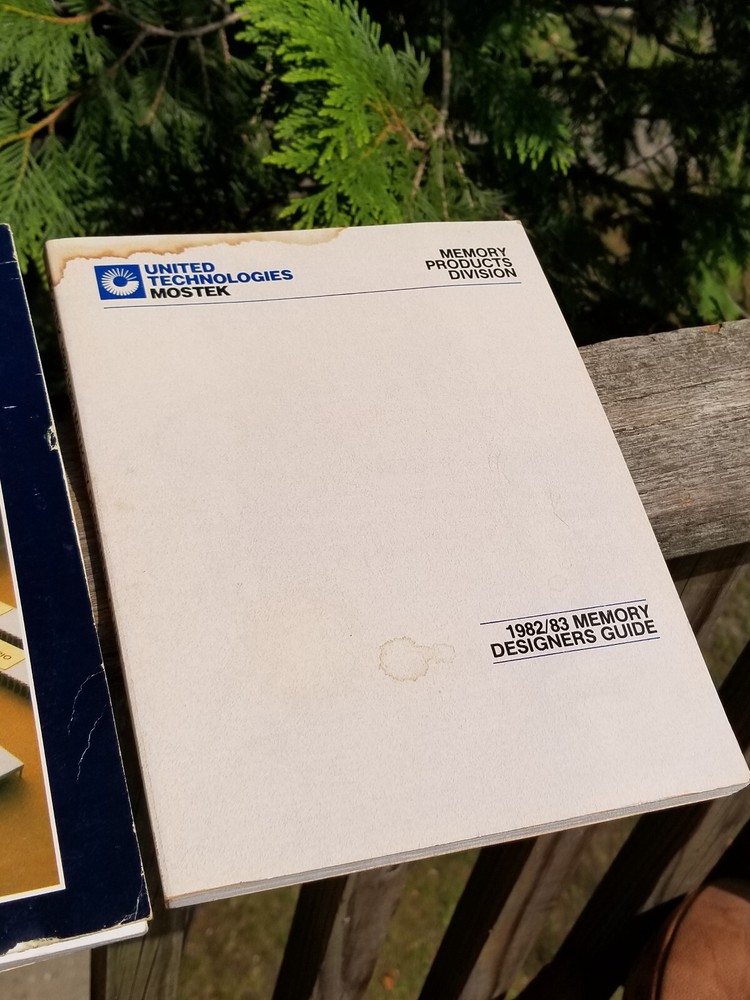 UNITED
TECHNOLOGIES
MOSTEK
MEMORY
PRODUCTS
DIVISION
1982/83 MEMORY
DESIGNERS GUIDE